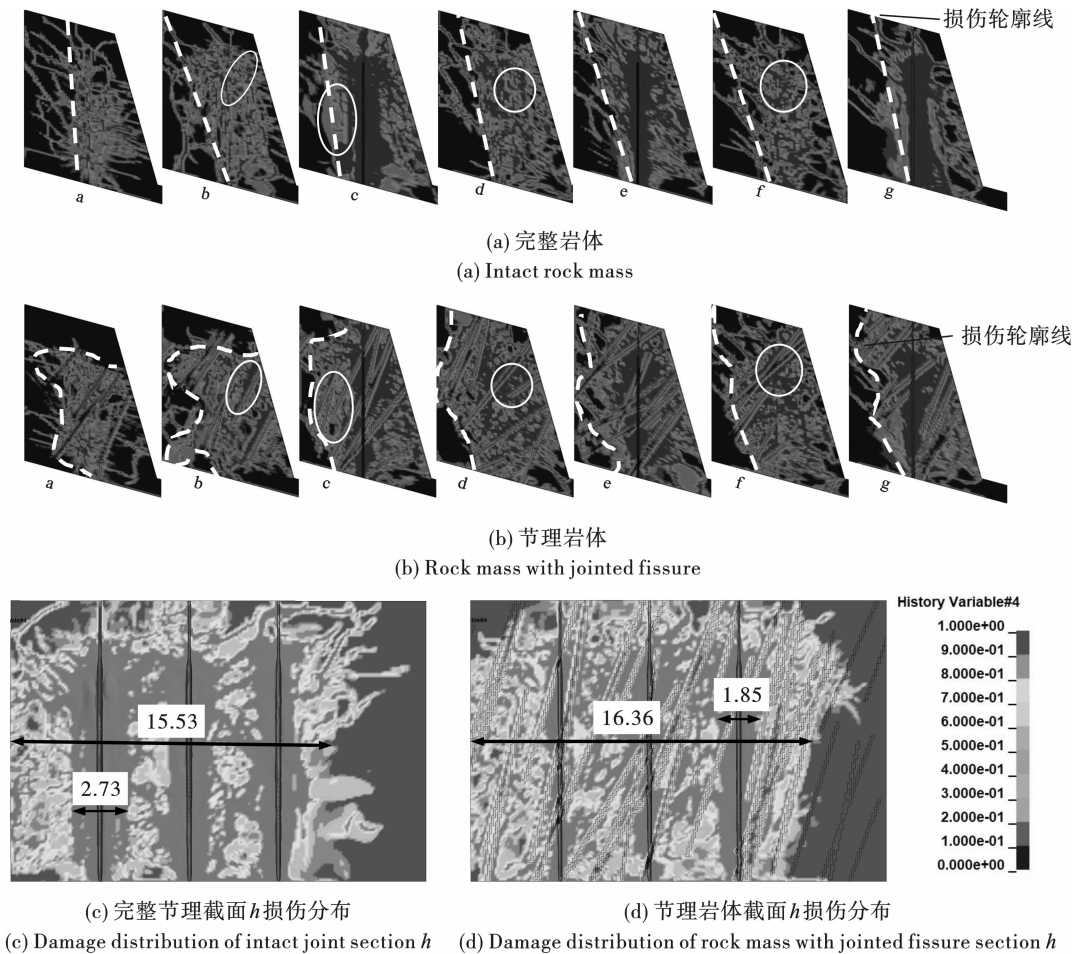 损伤轮廓线
a b c d e f g
(a) 完整岩体
(a) Intact rock mass
损伤轮廓线
a b c d e f g
(b) 节理岩体
(b) Rock mass with jointed fissure
15.53
2.73
16.36
1.85
History Variable#4
1.000e+00
9.000e-01
8.000e-01
7.000e-01
6.000e-01
5.000e-01
4.000e-01
3.000e-01
2.000e-01
1.000e-01
0.000e+00
(c) 完整节理截面h损伤分布
(d) 节理岩体截面h损伤分布
(c) Damage distribution of intact joint section h
(d) Damage distribution of rock mass with jointed fissure section h